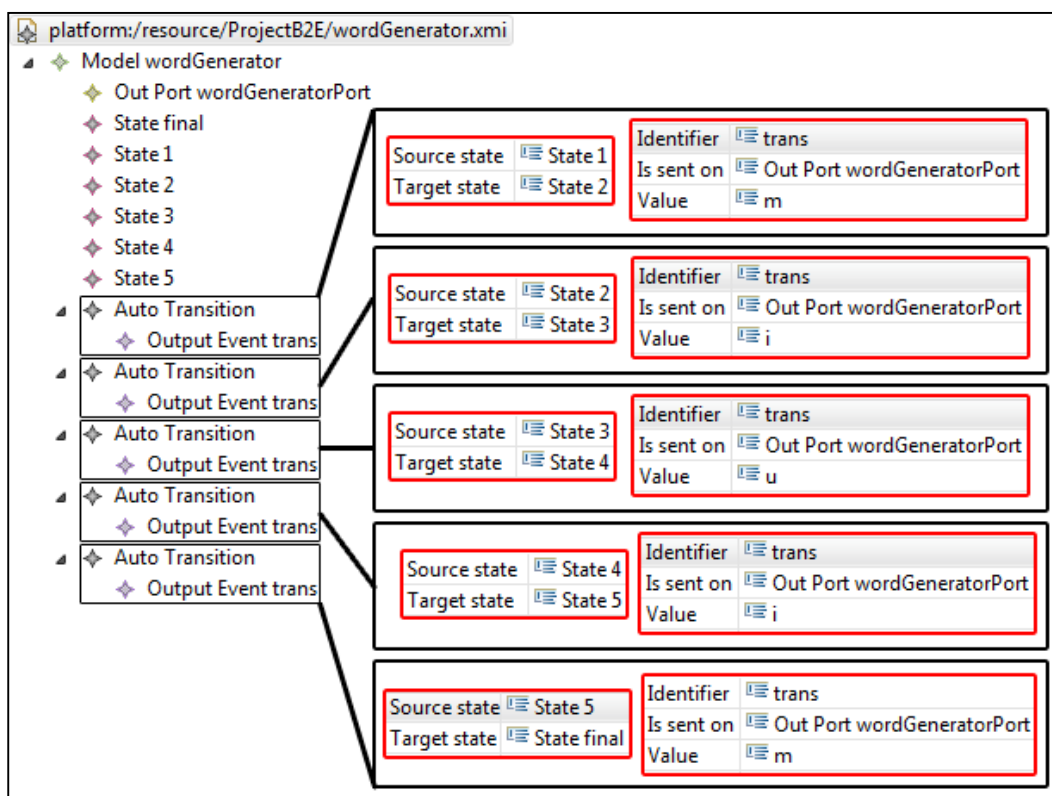 platform:/resource/ProjectB2E/wordGenerator.xmi
Model wordGenerator
Out Port wordGeneratorPort
State final
State 1
State 2
State 3
State 4
State 5
Auto Transition
Output Event trans
Auto Transition
Output Event trans
Auto Transition
Output Event trans
Auto Transition
Output Event trans
Auto Transition
Output Event trans
Source state State 1
Target state State 2
Identifier trans
Is sent on Out Port wordGeneratorPort
Value m
Source state State 2
Target state State 3
Identifier trans
Is sent on Out Port wordGeneratorPort
Value i
Source state State 3
Target state State 4
Identifier trans
Is sent on Out Port wordGeneratorPort
Value u
Source state State 4
Target state State 5
Identifier trans
Is sent on Out Port wordGeneratorPort
Value i
Source state State 5
Target state State final
Identifier trans
Is sent on Out Port wordGeneratorPort
Value m